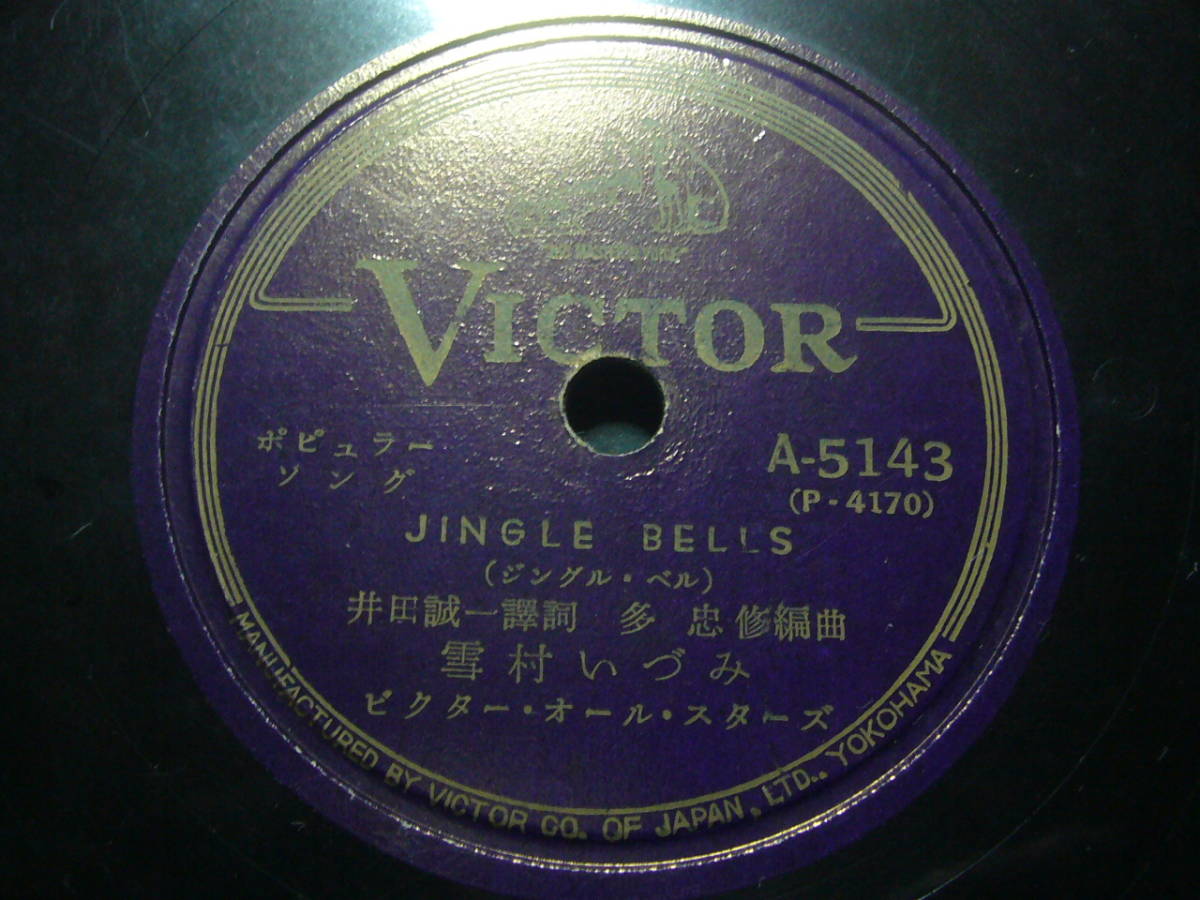 VICTOR
ポピュラー
ソング
A-5143
(P-4170)
JINGLE BELLS
(ジングル・ベル)
井田誠一譯詞 多 忠修編曲
雪村いづみ
ビクター・オール・スターズ
MANUFACTURED BY VICTOR CO. OF JAPAN, LTD., YOKOHAMA